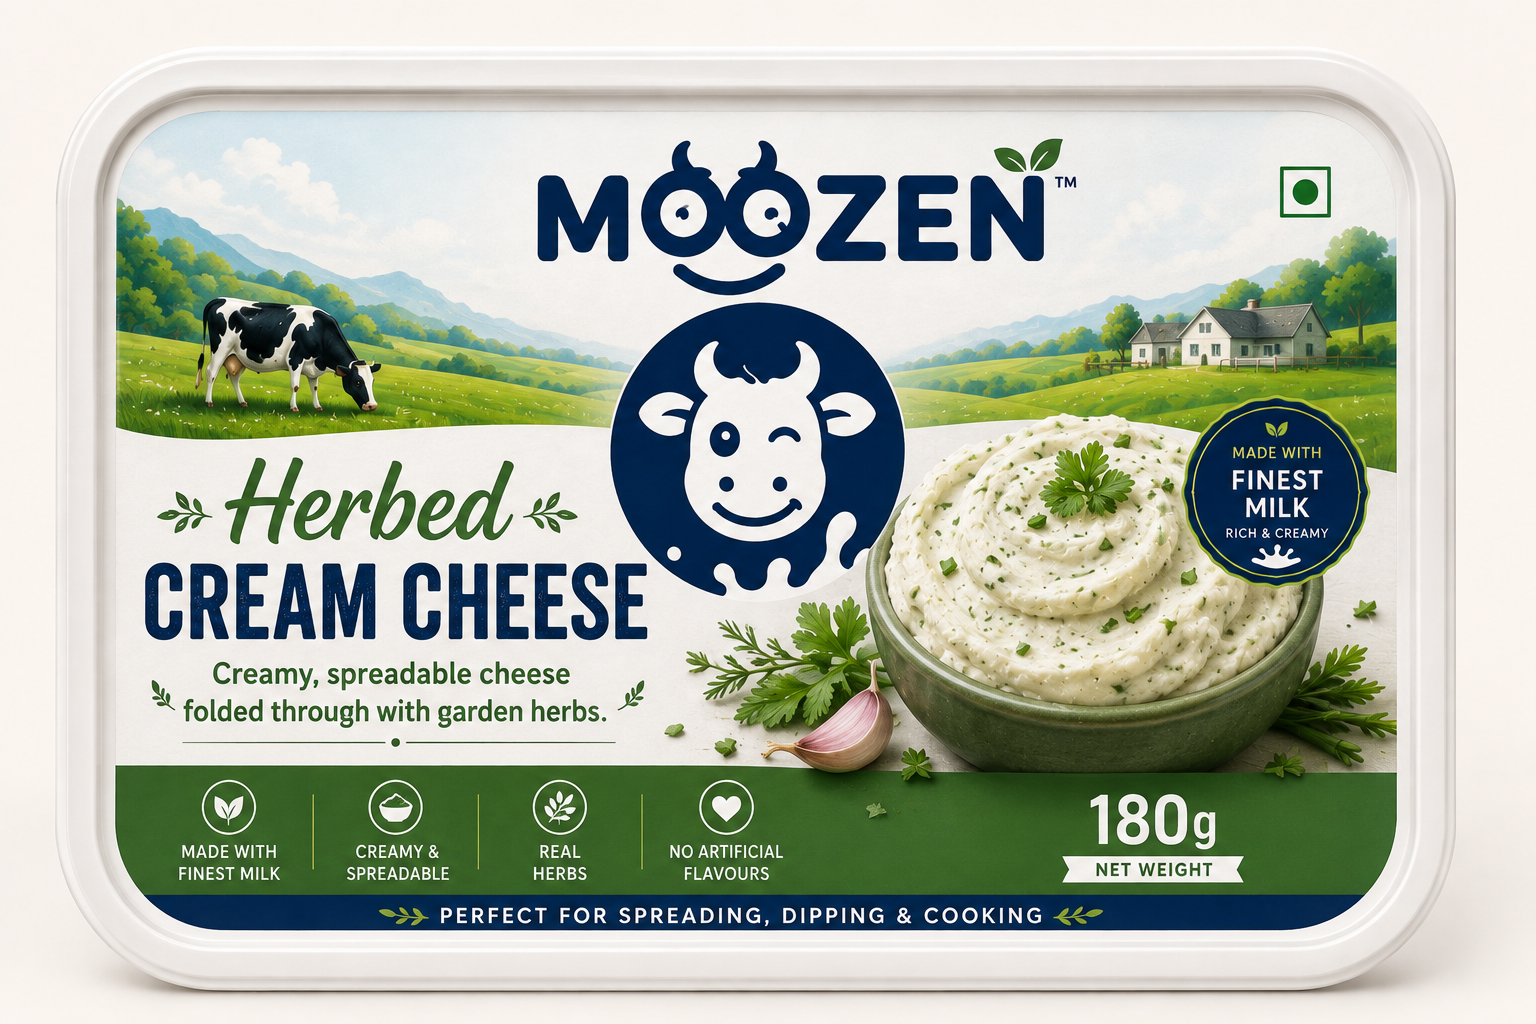 MOOZEN™
Herbed
CREAM CHEESE
Creamy, spreadable cheese
folded through with garden herbs.
MADE WITH
FINEST
MILK
RICH & CREAMY
MADE WITH
FINEST MILK
CREAMY &
SPREADABLE
REAL
HERBS
NO ARTIFICIAL
FLAVOURS
180g
NET WEIGHT
PERFECT FOR SPREADING, DIPPING & COOKING